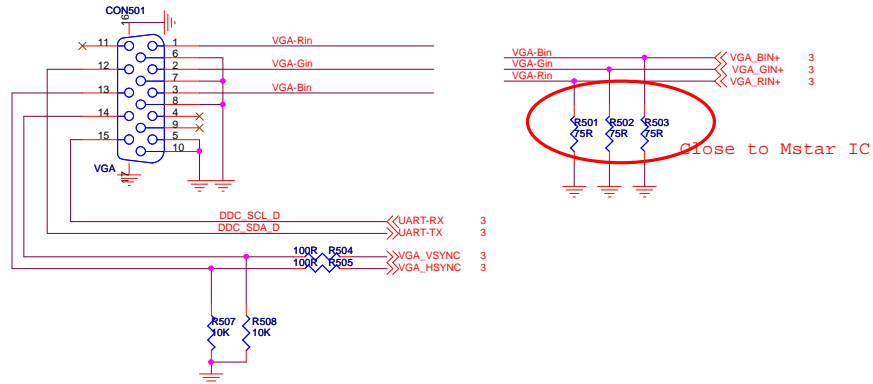 CON501
16
11
1
VGA-Rin
6
12
2
VGA-Gin
7
13
3
VGA-Bin
8
14
4
9
15
5
10
VGA
17
VGA-Bin
VGA_BIN+
3
VGA-Gin
VGA_GIN+
3
VGA-Rin
VGA_RIN+
3
R501
R502
R503
75R
75R
75R
Close to Mstar IC
DDC_SCL_D
UART-RX
3
DDC_SDA_D
UART-TX
3
100R
R504
VGA_VSYNC
3
100R
R505
VGA_HSYNC
3
R507
R508
10K
10K